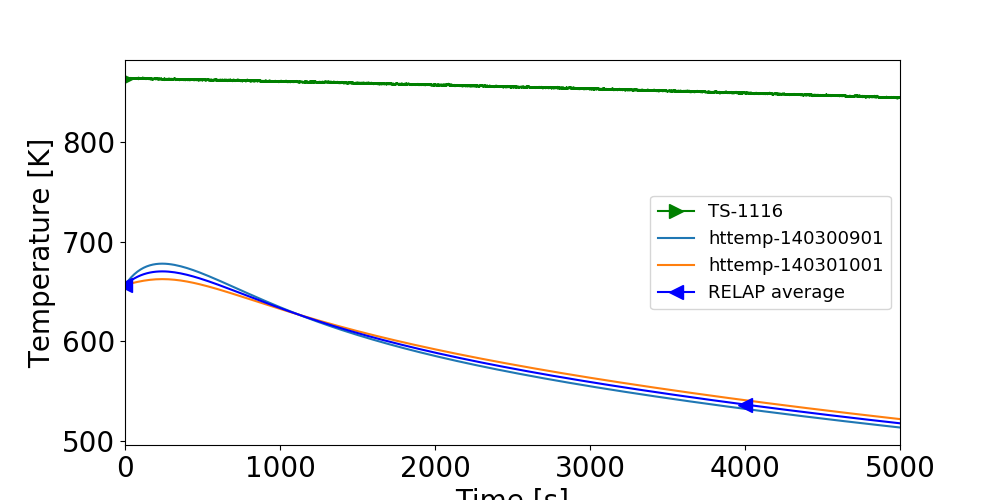 Temperature [K]
800
700
600
500
TS-1116
httemp-140300901
httemp-140301001
RELAP average
0 1000 2000 3000 4000 5000
Time [s]